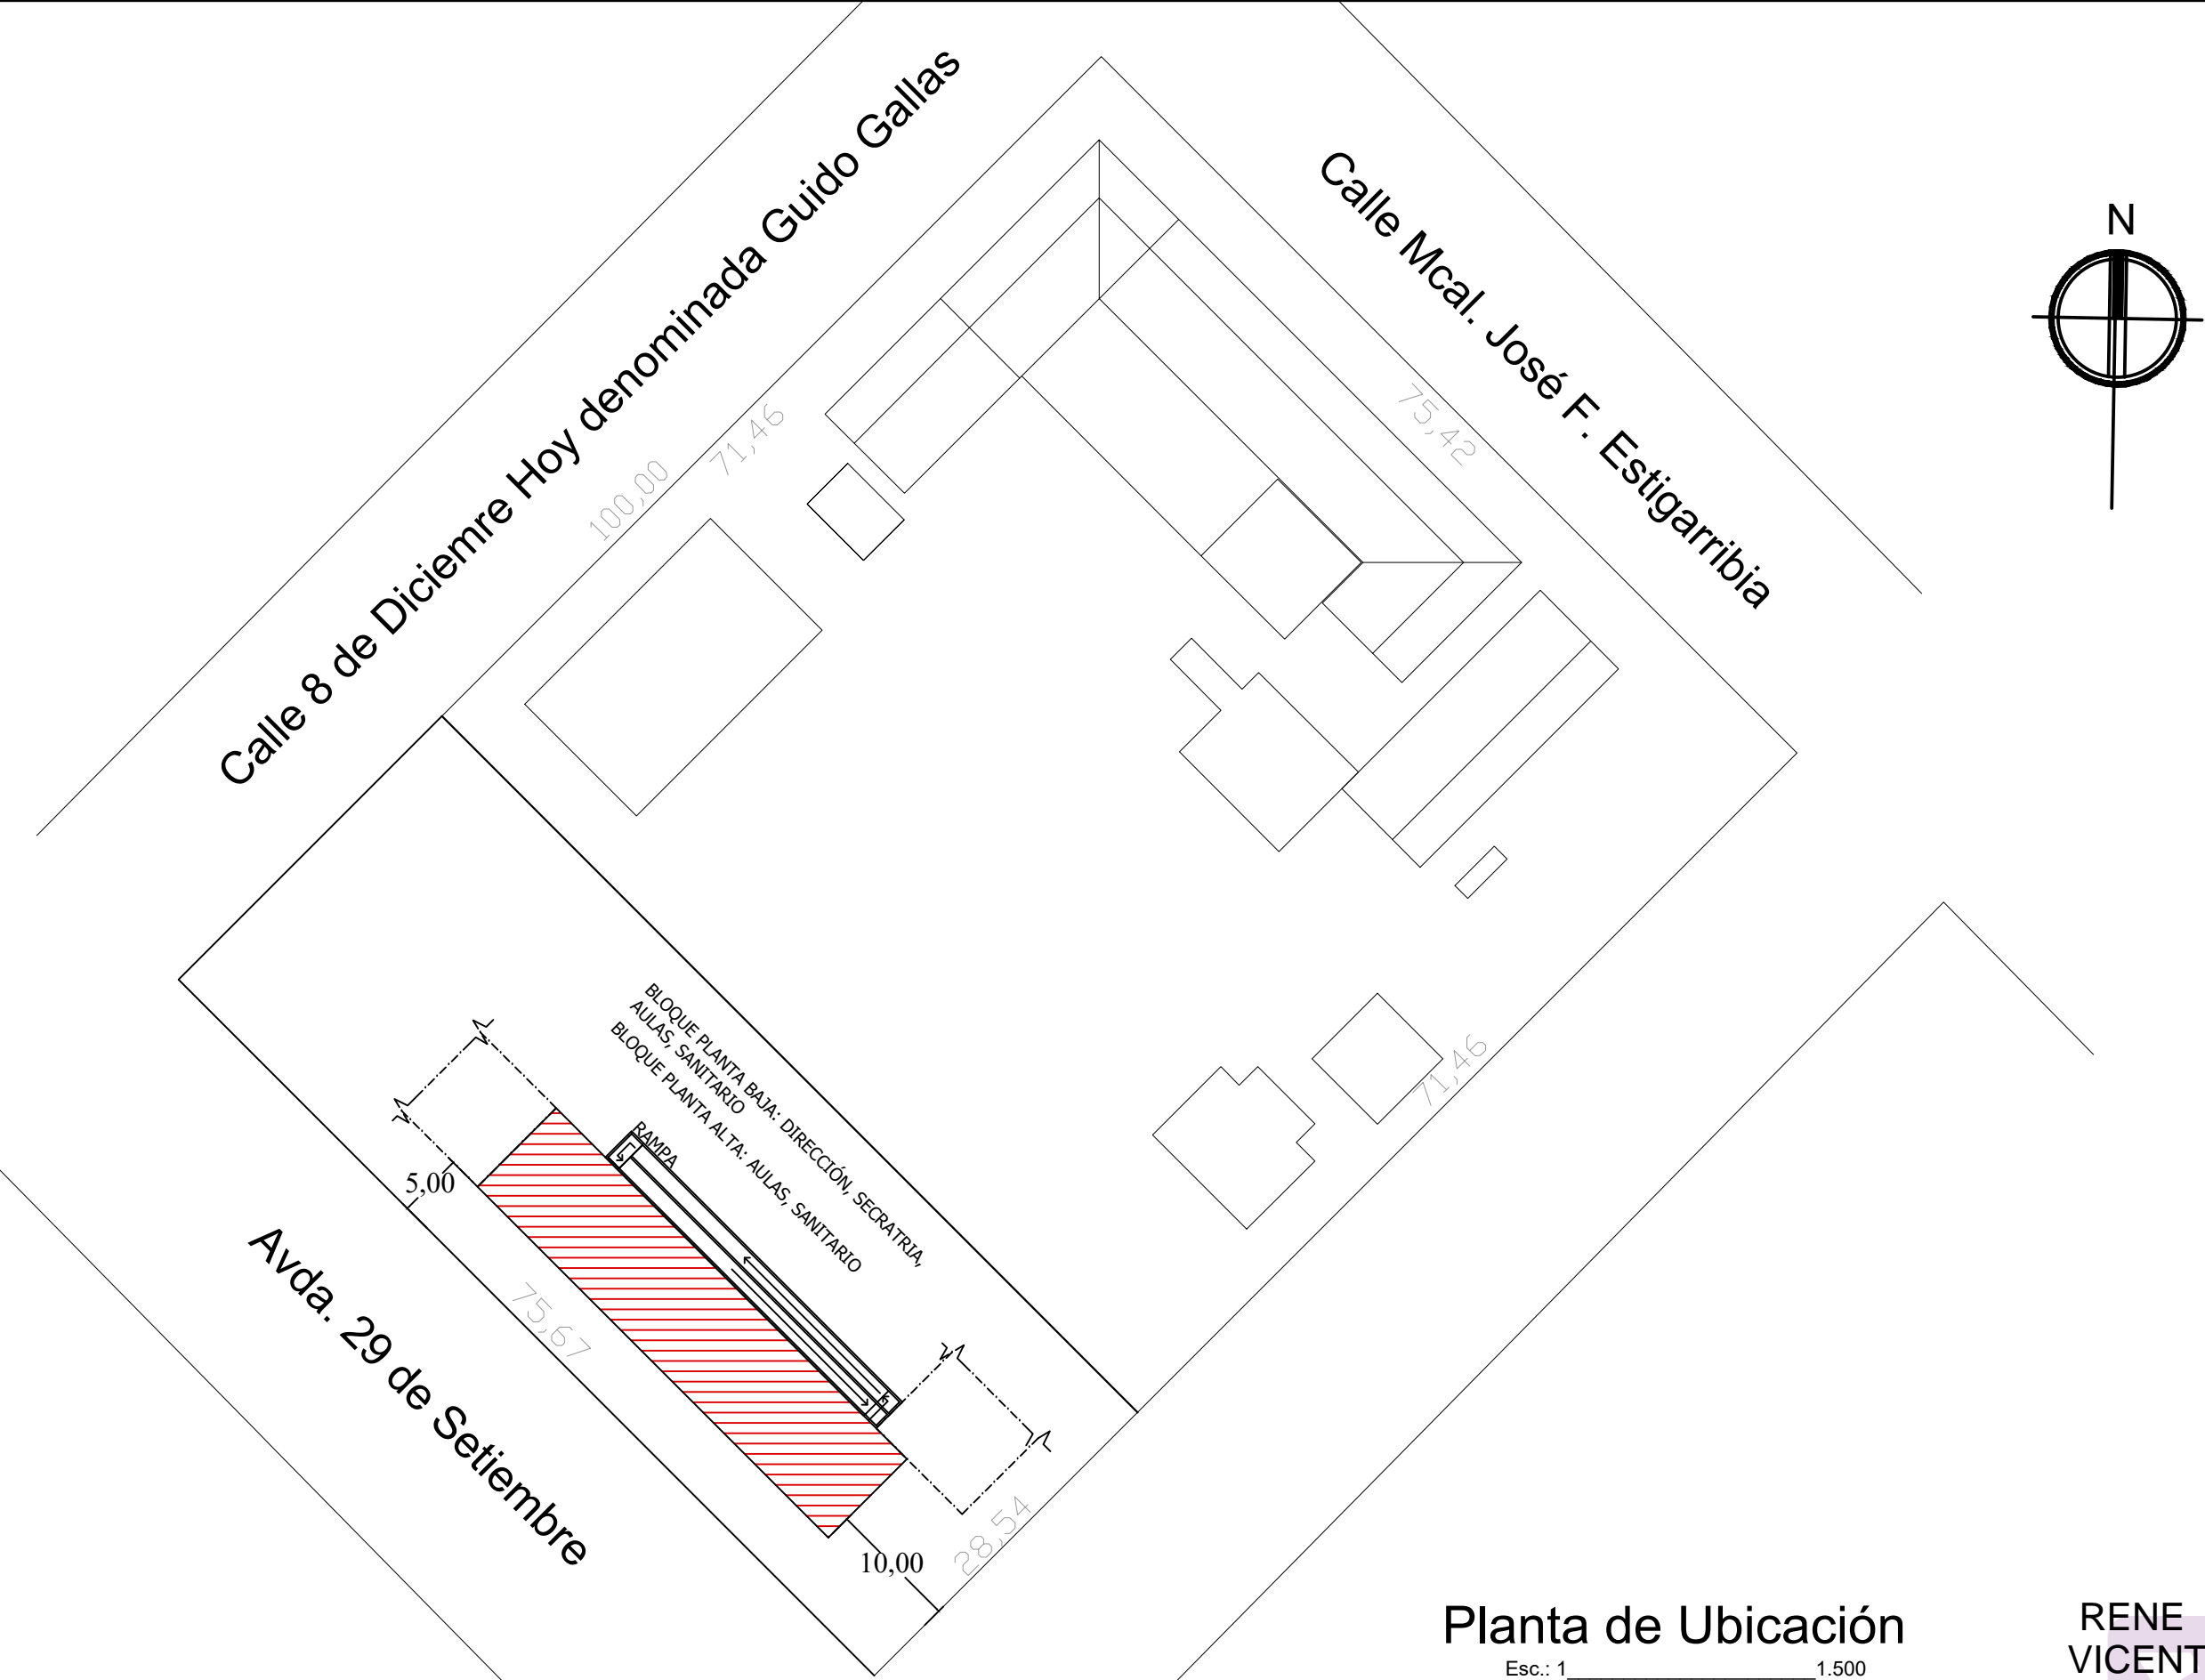 Calle 8 de Diciemre Hoy denominada Guido Gallas
Calle Mcal. José F. Estigarribia
N
100,00
71,46
75,42
BLOQUE PLANTA BAJA: DIRECCIÓN, SECRATRIA,
AULAS, SANITARIO
BLOQUE PLANTA ALTA: AULAS, SANITARIO
RAMPA
71,46
5,00
75,67
Avda. 29 de Setiembre
28,54
10,00
Planta de Ubicación
Esc.: 1 1.500
RENE
VICENT